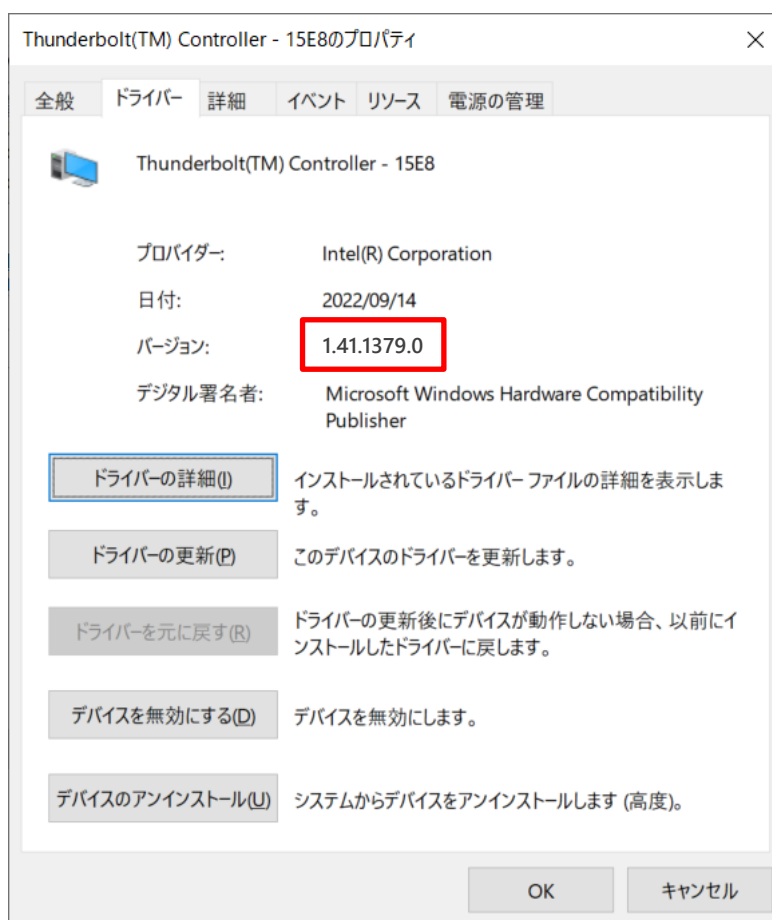 Thunderbolt(TM) Controller - 15E8のプロパティ
全般 ドライバー 詳細 イベント リソース 電源の管理
Thunderbolt(TM) Controller - 15E8
プロバイダー: Intel(R) Corporation
日付: 2022/09/14
バージョン: 1.41.1379.0
デジタル署名者: Microsoft Windows Hardware Compatibility
Publisher
ドライバーの詳細(I) インストールされているドライバー ファイルの詳細を表示しま
す。
ドライバーの更新(P) このデバイスのドライバーを更新します。
ドライバーを元に戻す(R) ドライバーの更新後にデバイスが動作しない場合、以前にイ
ンストールしたドライバーに戻します。
デバイスを無効にする(D) デバイスを無効にします。
デバイスのアンインストール(U) システムからデバイスをアンインストールします (高度)。
OK キャンセル